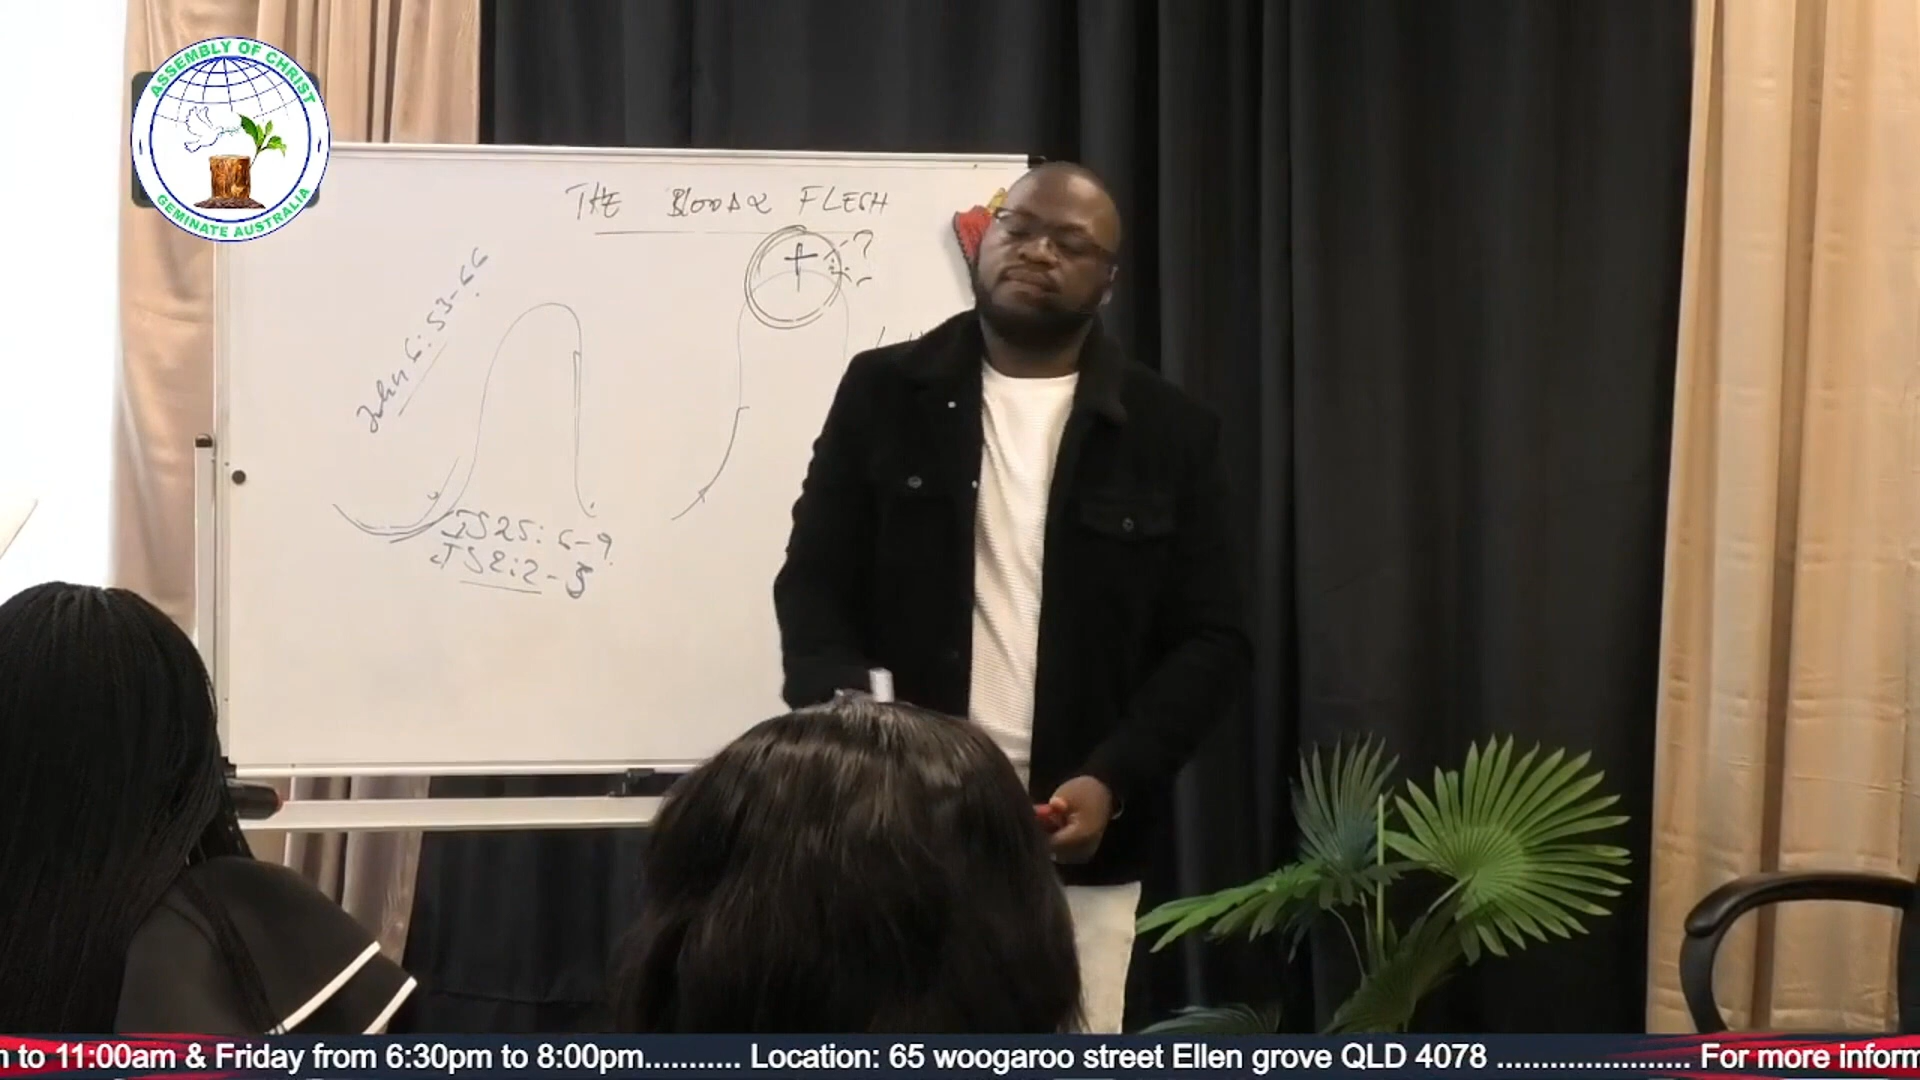 ASSEMBLY OF CHRIST
GEMINATE AUSTRALIA
THE BLOOD & FLESH
?
John 6:53-66
IS 25:6-9
IS 2:2-5
to 11:00am & Friday from 6:30pm to 8:00pm........... Location: 65 woogaroo street Ellen grove QLD 4078 ...................... For more